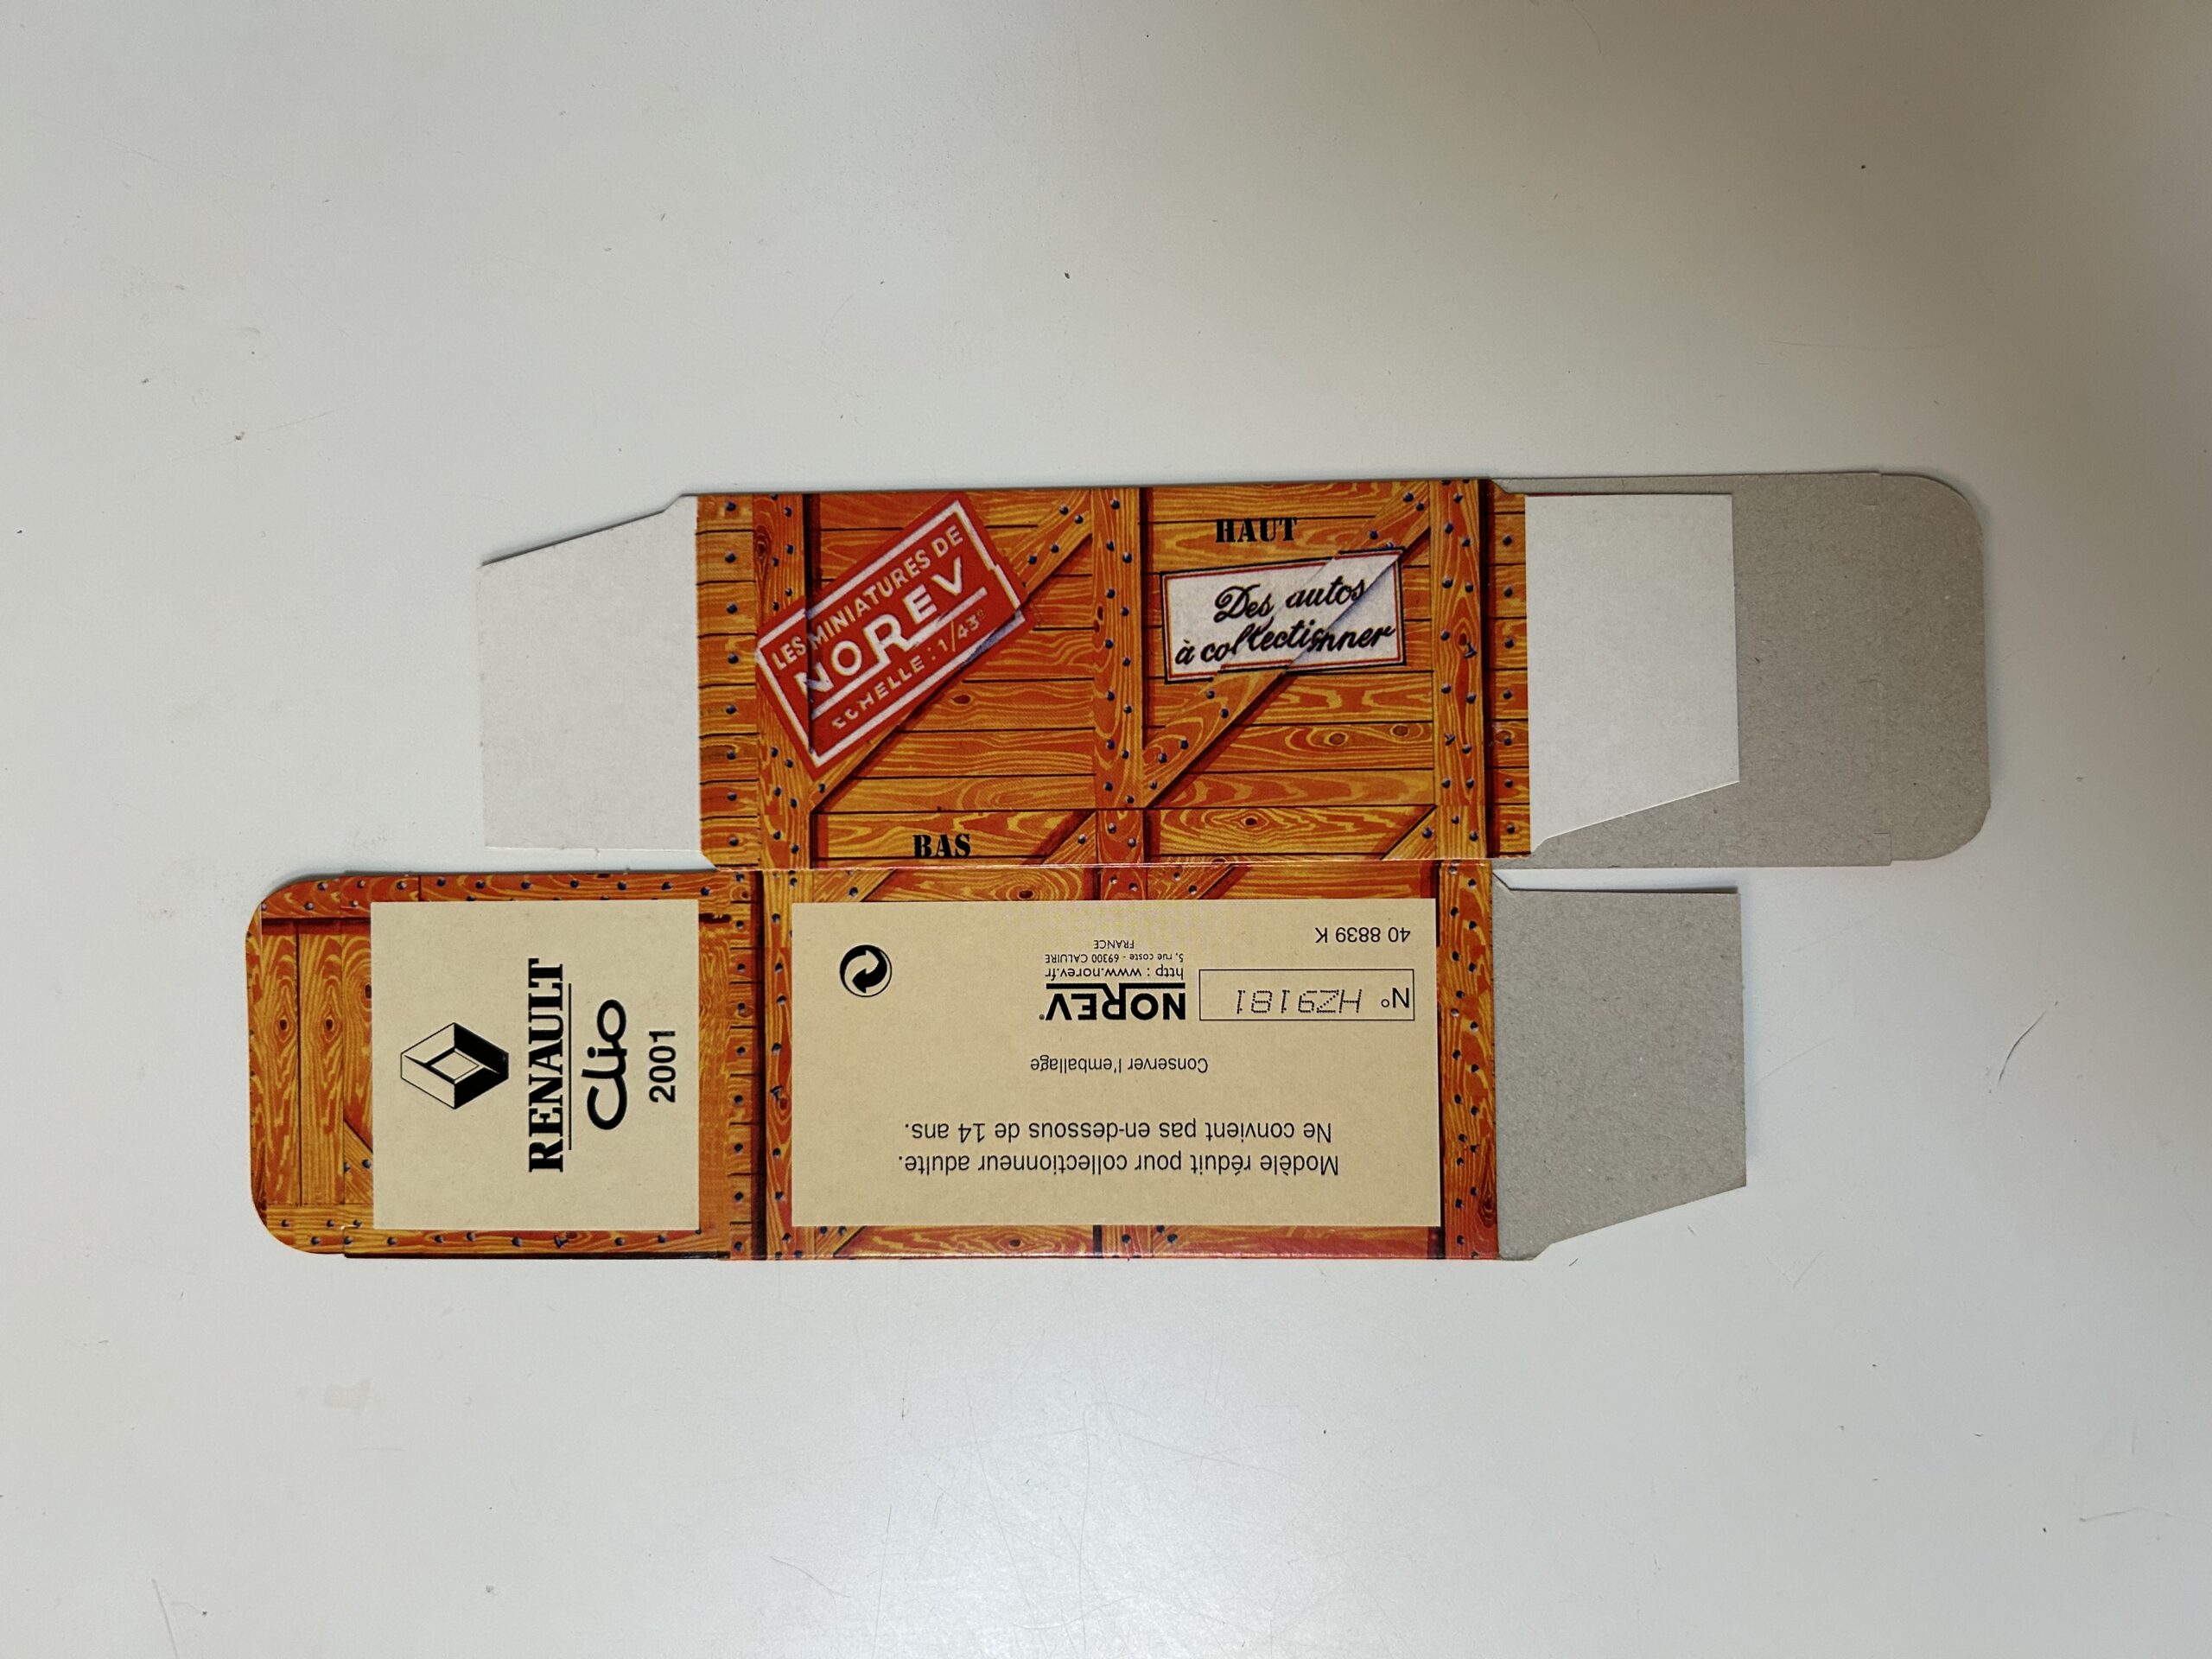 LES MINIATURES DE
NOREV
ECHELLE : 1/43e
HAUT
Des autos
à collectionner
BAS
RENAULT
Clio
2001
Modèle réduit pour collectionneur adulte.
Ne convient pas en-dessous de 14 ans.
Conserver l'emballage
N° HZ9181
NOREV®
http : www.norev.fr
5, rue coste - 69300 CALUIRE
FRANCE
40 8839 K